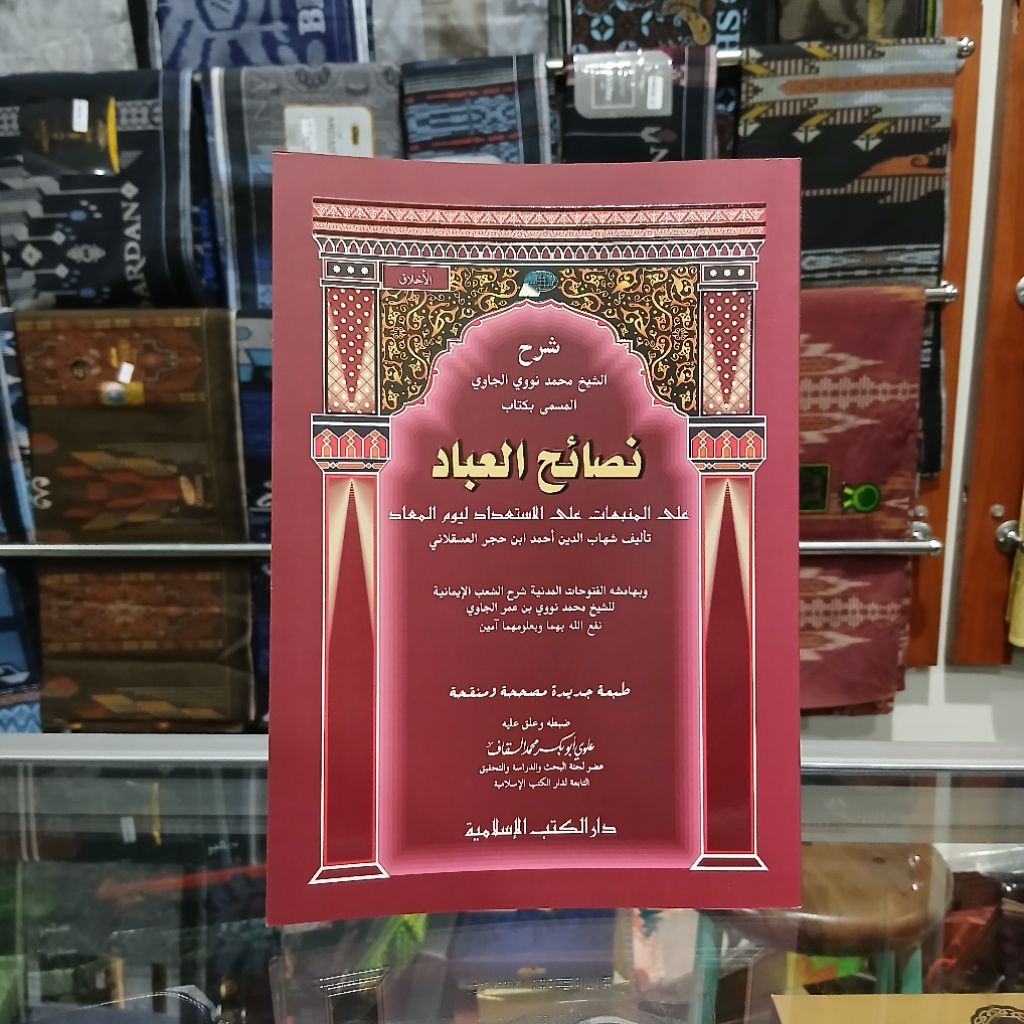 الأخلاق
شرح
الشيخ محمد نووي الجاوي
المسمى بكتاب
نصائح العباد
على المنبهات على الاستعداد ليوم المعاد
تأليف شهاب الدين أحمد ابن حجر العسقلاني
وبهامشه الفتوحات المدنية شرح الشعب الإيمانية
للشيخ محمد نووي بن عمر الجاوي
نفع الله بهما وبعلومهما آمين
طبعة جديدة مصححة ومنقحة
ضبطه وعلق عليه
علوي أبو بكر محمد السقاف
عضو لجنة البحث والدراسة والتحقيق
التابعة لدار الكتب الإسلامية
دار الكتب الإسلامية
ARDAN